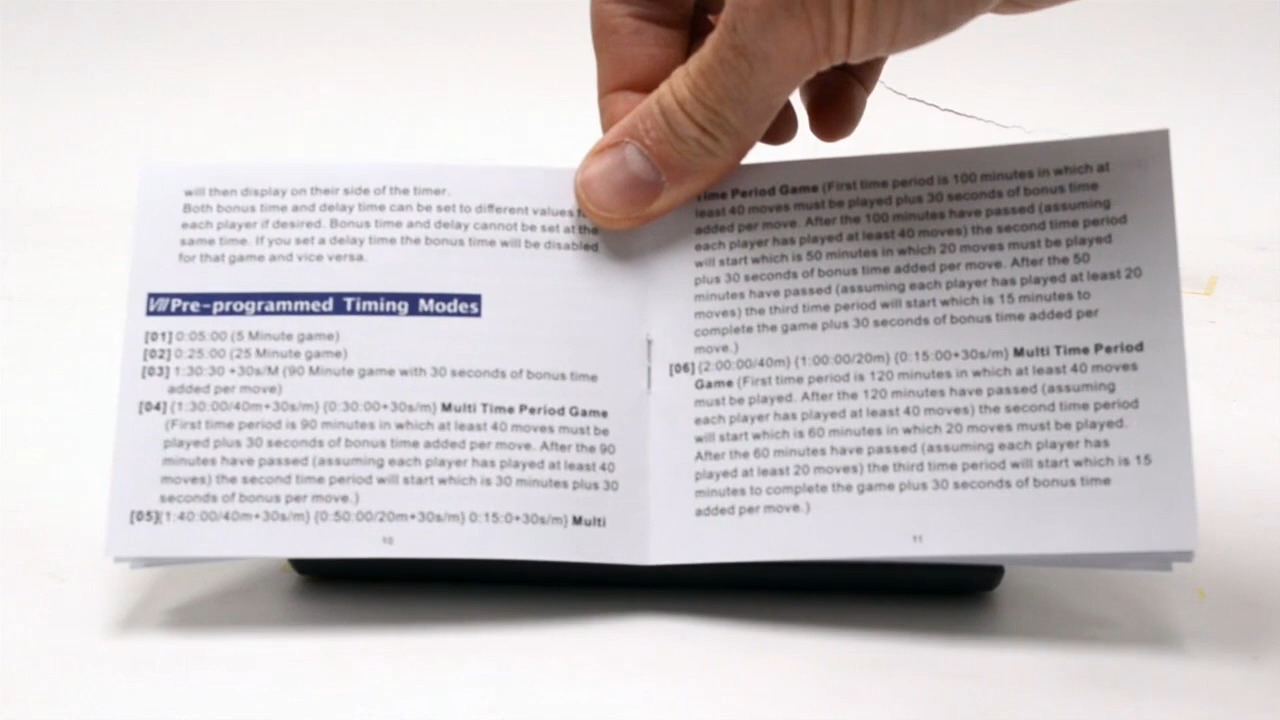 will then display on their side of the timer.
Both bonus time and delay time can be set to different values
each player if desired. Bonus time and delay cannot be set at the
same time. If you set a delay time the bonus time will be disabled
for that game and vice versa.
VII Pre-programmed Timing Modes
[01] 0:05:00 (5 Minute game)
[02] 0:25:00 (25 Minute game)
[03] 1:30:30 +30s/M (90 Minute game with 30 seconds of bonus time
added per move)
[04] {1:30:00/40m+30s/m} {0:30:00+30s/m} Multi Time Period Game
(First time period is 90 minutes in which at least 40 moves must be
played plus 30 seconds of bonus time added per move. After the 90
minutes have passed (assuming each player has played at least 40
moves) the second time period will start which is 30 minutes plus 30
seconds of bonus per move.)
[05]{1:40:00/40m+30s/m} {0:50:00/20m+30s/m} 0:15:0+30s/m} Multi
10
Time Period Game (First time period is 100 minutes in which at
least 40 moves must be played plus 30 seconds of bonus time
added per move. After the 100 minutes have passed (assuming
each player has played at least 40 moves) the second time period
will start which is 50 minutes in which 20 moves must be played
plus 30 seconds of bonus time added per move. After the 50
minutes have passed (assuming each player has played at least 20
moves) the third time period will start which is 15 minutes to
complete the game plus 30 seconds of bonus time added per
move.)
[06] {2:00:00/40m} {1:00:00/20m} {0:15:00+30s/m} Multi Time Period
Game (First time period is 120 minutes in which at least 40 moves
must be played. After the 120 minutes have passed (assuming
each player has played at least 40 moves) the second time period
will start which is 60 minutes in which 20 moves must be played.
After the 60 minutes have passed (assuming each player has
played at least 20 moves) the third time period will start which is 15
minutes to complete the game plus 30 seconds of bonus time
added per move.)
11